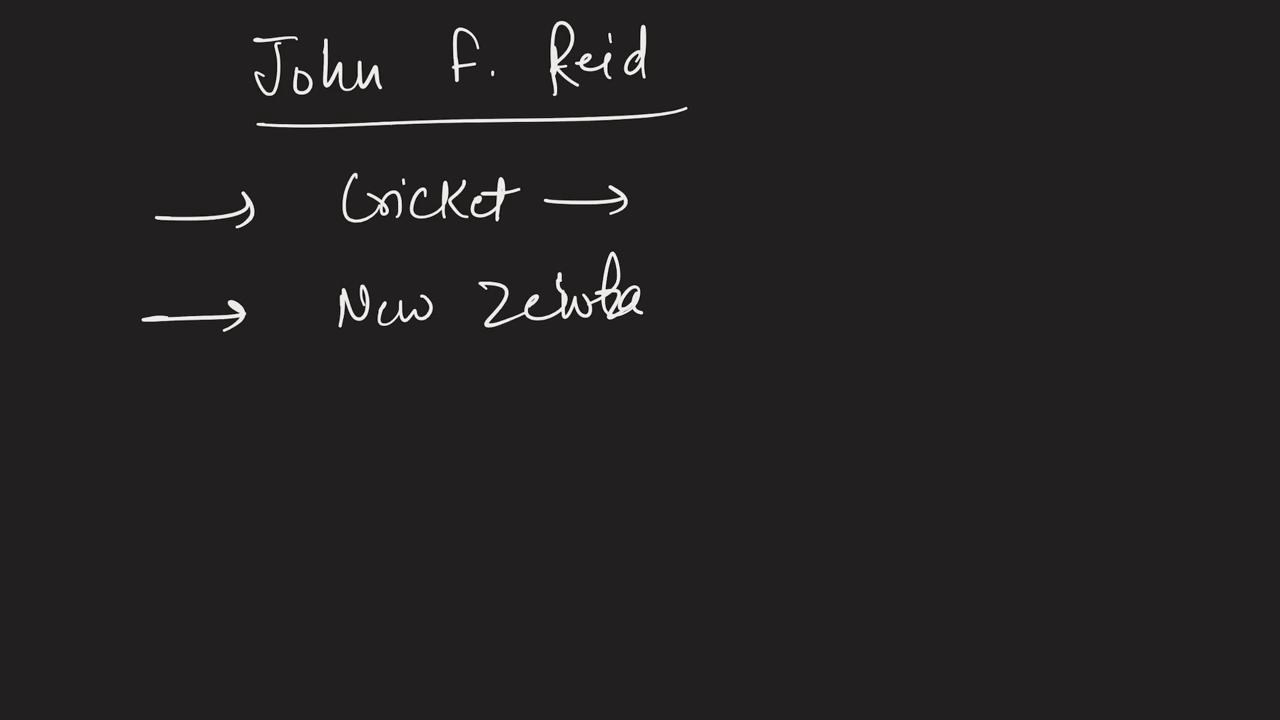 John F. Reid
→ Cricket →
→ New